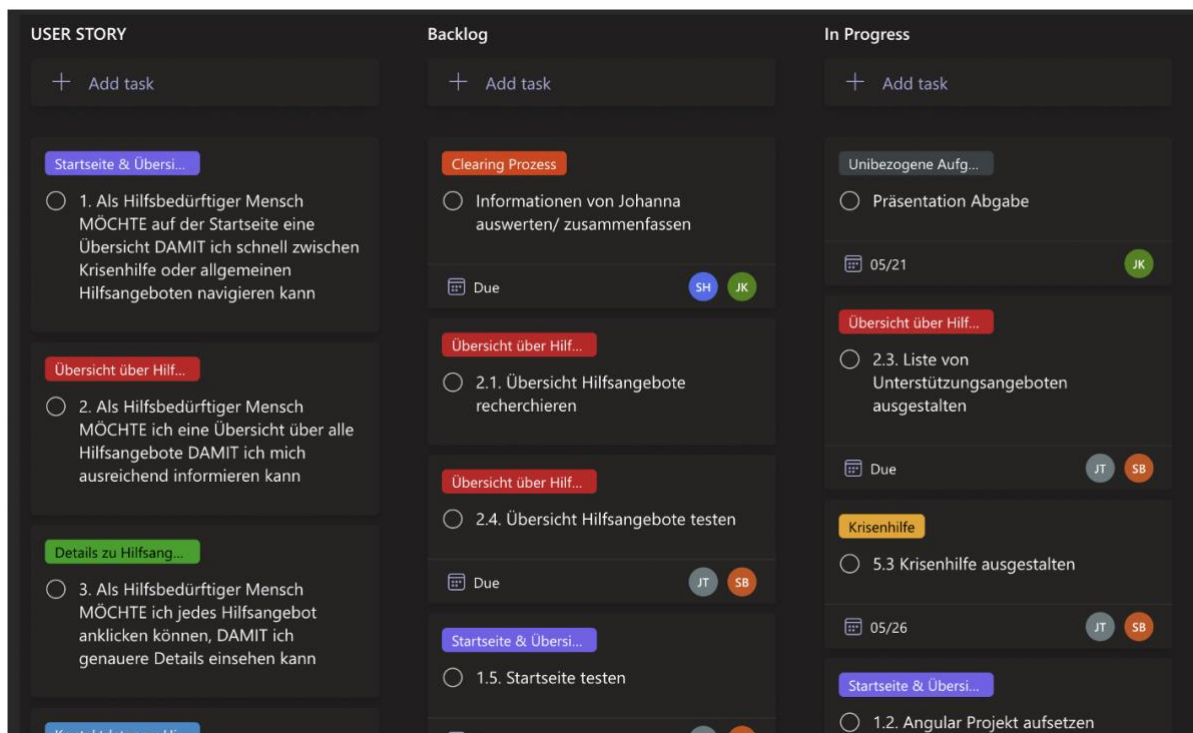 USER STORY
+ Add task
Startseite & Übersi...
1. Als Hilfsbedürftiger Mensch
MÖCHTE auf der Startseite eine
Übersicht DAMIT ich schnell zwischen
Krisenhilfe oder allgemeinen
Hilfsangeboten navigieren kann
Übersicht über Hilf...
2. Als Hilfsbedürftiger Mensch
MÖCHTE ich eine Übersicht über alle
Hilfsangebote DAMIT ich mich
ausreichend informieren kann
Details zu Hilfsang...
3. Als Hilfsbedürftiger Mensch
MÖCHTE ich jedes Hilfsangebot
anklicken können, DAMIT ich
genauere Details einsehen kann
Backlog
+ Add task
Clearing Prozess
Informationen von Johanna
auswerten/ zusammenfassen
Due
SH JK
Übersicht über Hilf...
2.1. Übersicht Hilfsangebote
recherchieren
Übersicht über Hilf...
2.4. Übersicht Hilfsangebote testen
Due
JT SB
Startseite & Übersi...
1.5. Startseite testen
In Progress
+ Add task
Unibezogene Aufg...
Präsentation Abgabe
05/21
JK
Übersicht über Hilf...
2.3. Liste von
Unterstützungsangeboten
ausgestalten
Due
JT SB
Krisenhilfe
5.3 Krisenhilfe ausgestalten
05/26
JT SB
Startseite & Übersi...
1.2. Angular Projekt aufsetzen